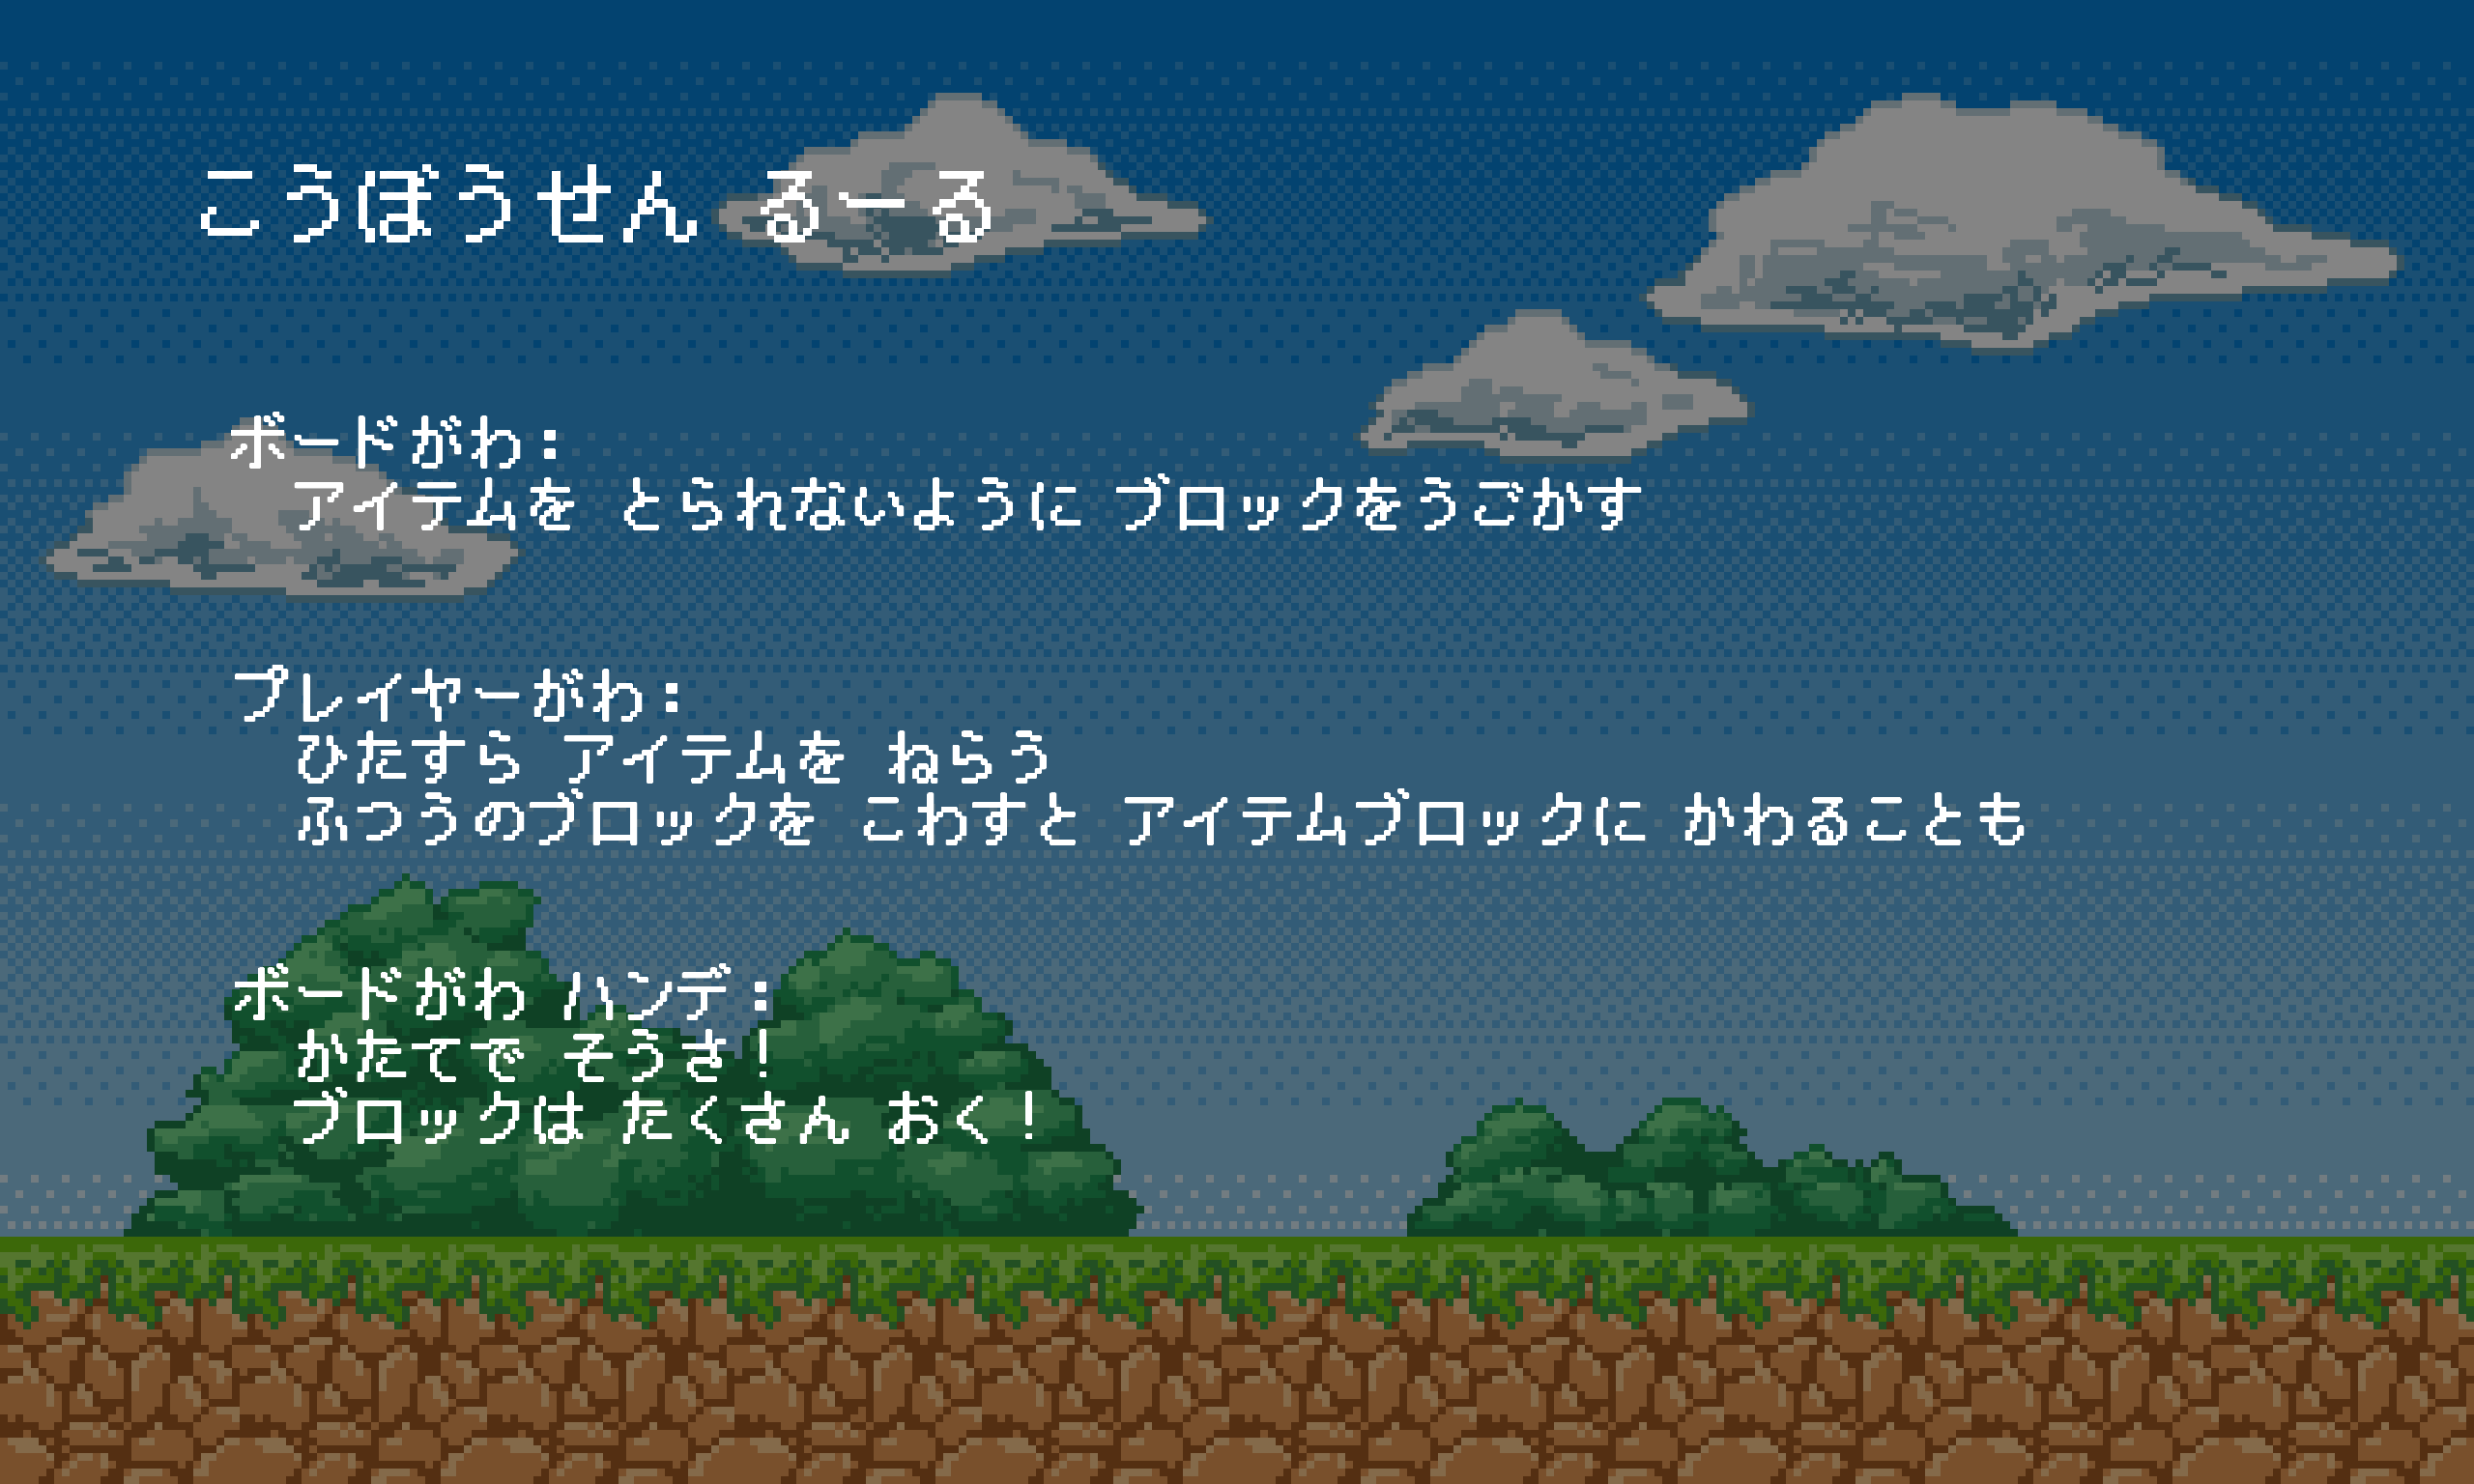 こうぼうせん るーる
ボードがわ:
アイテムを とられないように ブロックをうごかす
プレイヤーがわ:
ひたすら アイテムを ねらう
ふつうのブロックを こわすと アイテムブロックに かわることも
ボードがわ ハンデ:
かたてで そうさ!
ブロックは たくさん おく!